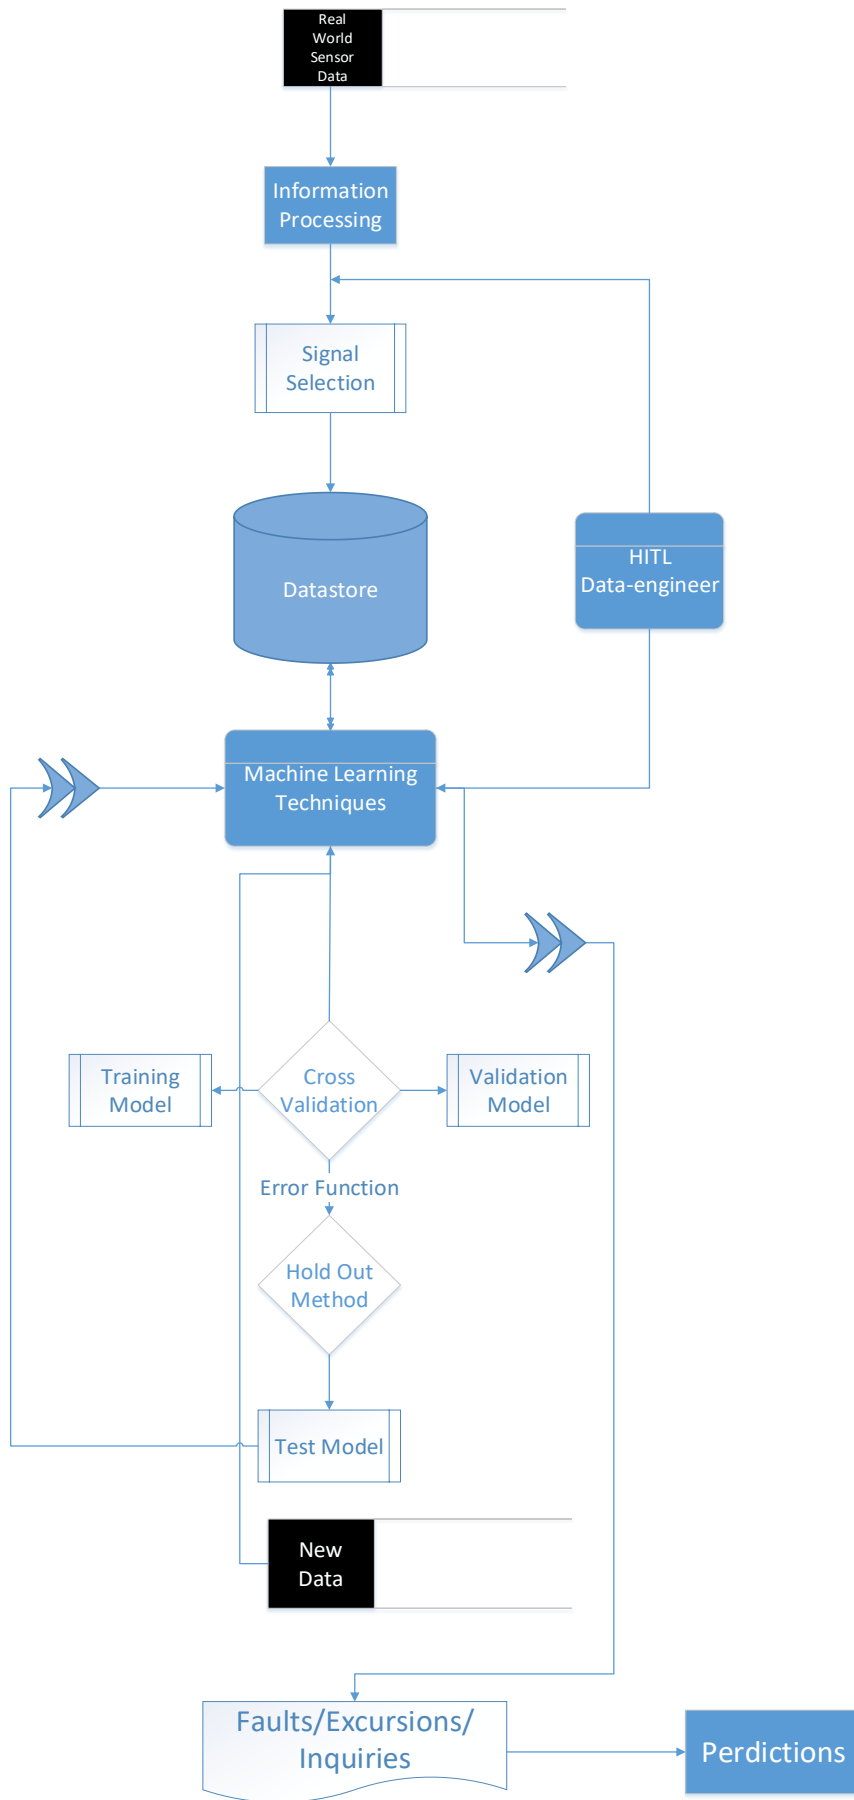 Real
World
Sensor
Data
Information
Processing
Signal
Selection
Datastore
HITL
Data-engineer
Machine Learning
Techniques
Training
Model
Cross
Validation
Validation
Model
Error Function
Hold Out
Method
Test Model
New
Data
Faults/Excursions/
Inquiries
Perdictions